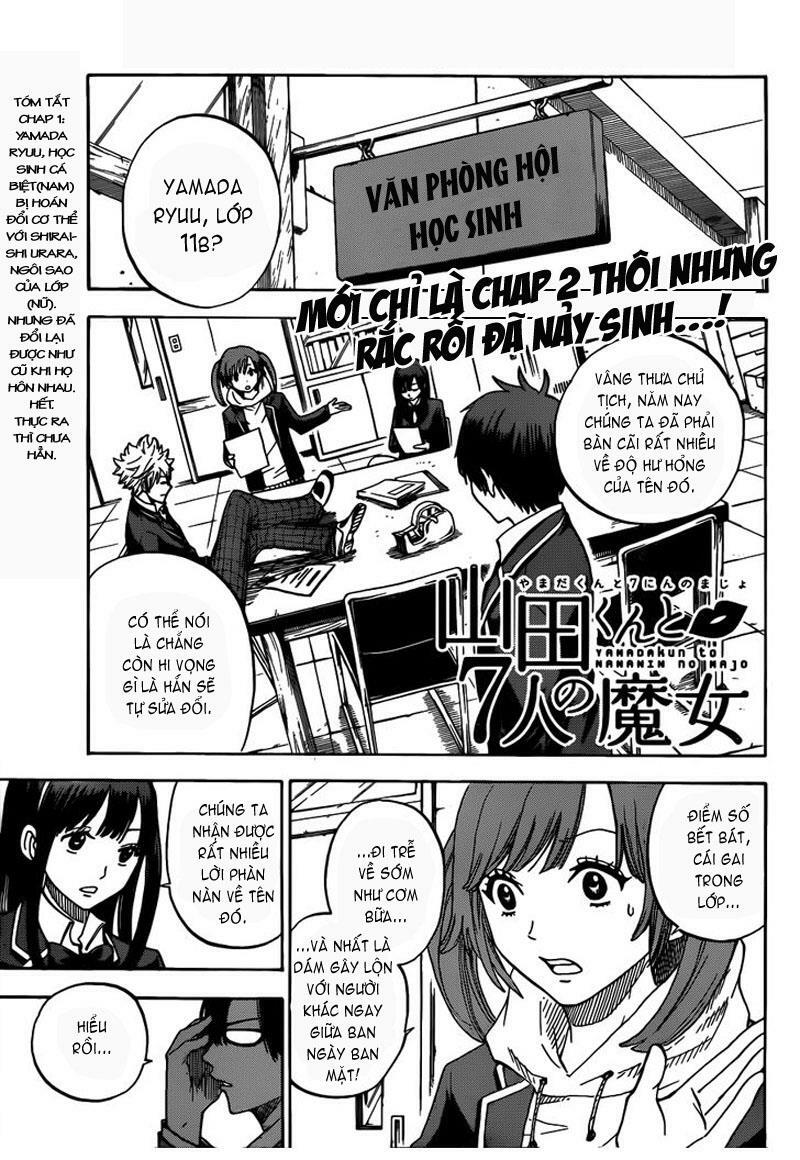 TÓM TẮT
CHAP 1:
YAMADA
RYUU, HỌC
SINH CÁ
BIỆT(NAM)
BỊ HOÁN
ĐỔI CƠ THỂ
VỚI SHIRAI-
SHI URARA,
NGÔI SAO
CỦA LỚP
(NỮ).
NHƯNG ĐÃ
ĐỔI LẠI
ĐƯỢC NHƯ
CŨ KHI HỌ
HÔN NHAU.
HẾT.
THỰC RA
THÌ CHƯA
HẲN.
YAMADA
RYUU, LỚP
11B?
VĂN PHÒNG HỘI
HỌC SINH
MỚI CHỈ LÀ CHAP 2 THÔI NHƯNG
RẮC RỐI ĐÃ NẢY SINH....!
VÂNG THƯA CHỦ
TỊCH, NĂM NAY
CHÚNG TA ĐÃ PHẢI
BÀN CÃI RẤT NHIỀU
VỀ ĐỘ HƯ HỎNG
CỦA TÊN ĐÓ.
CÓ THỂ NÓI
LÀ CHẲNG
CÒN HI VỌNG
GÌ LÀ HẮN SẼ
TỰ SỬA ĐỔI.
やまだくんと7にんのまじょ
山田くんと
YAMADAKUN to
NANANIN no MAJO
7人の魔女
ĐIỂM SỐ
BẾT BÁT,
CÁI GAI
TRONG
LỚP...
...ĐI TRỄ
VỀ SỚM
NHƯ CƠM
BỮA...
...VÀ NHẤT LÀ
DÁM GÂY LỘN
VỚI NGƯỜI
KHÁC NGAY
GIỮA BAN
NGÀY BAN
MẶT!
CHÚNG TA
NHẬN ĐƯỢC
RẤT NHIỀU
LỜI PHÀN
NÀN VỀ TÊN
ĐÓ.
HIỂU
RỒI...